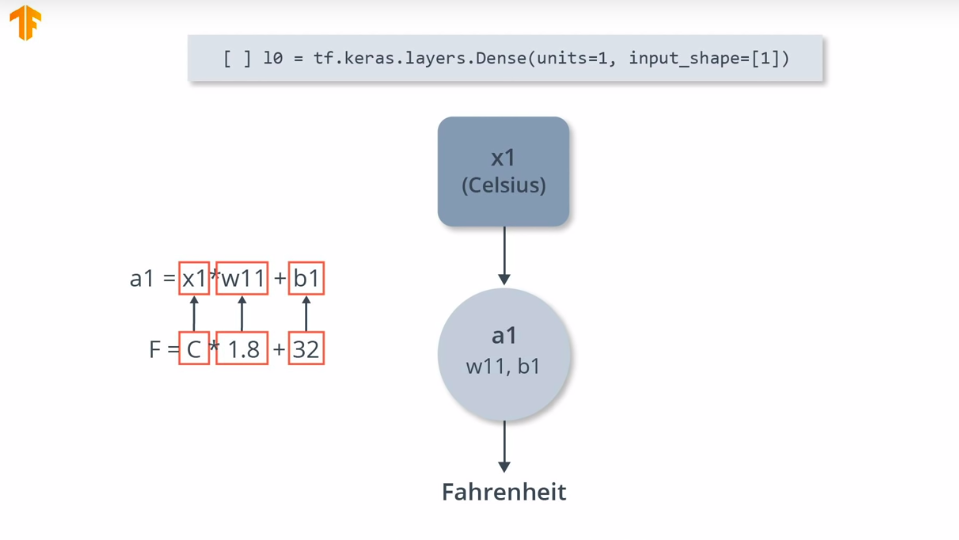 [ ] l0 = tf.keras.layers.Dense(units=1, input_shape=[1])
x1
(Celsius)
a1 = x1*w11 + b1
F = C * 1.8 + 32
a1
w11, b1
Fahrenheit